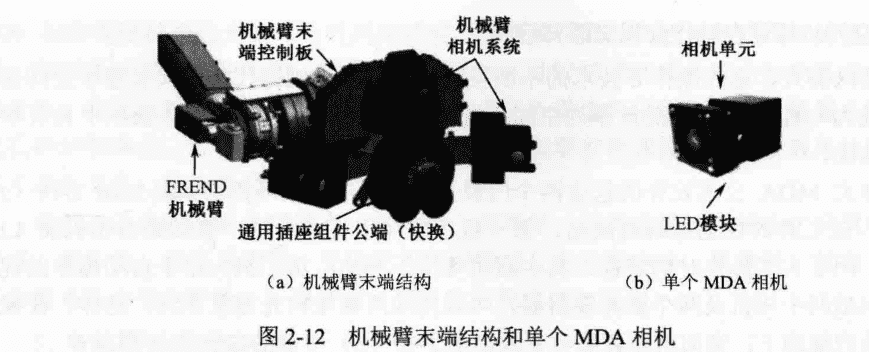 机械臂末
端控制板
机械臂
相机系统
FREND
机械臂
通用插座组件公端（快换）
（a）机械臂末端结构
相机单元
LED模块
（b）单个 MDA 相机
图 2-12 机械臂末端结构和单个 MDA 相机